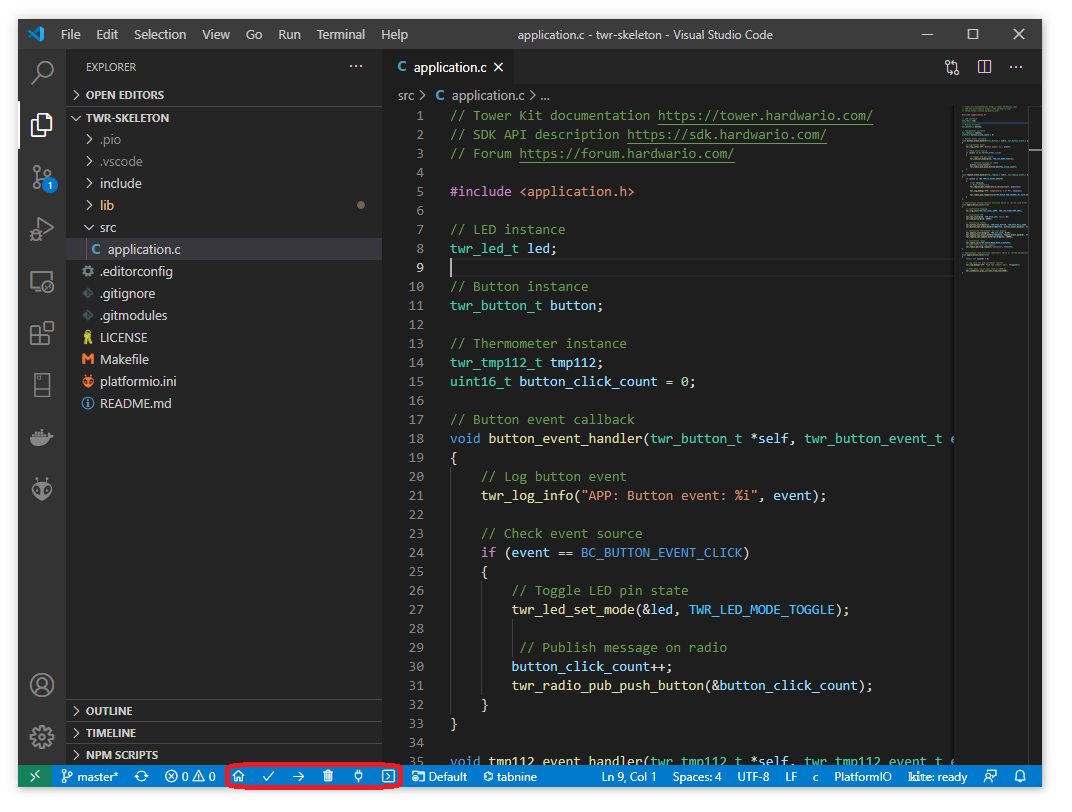 File Edit Selection View Go Run Terminal Help application.c - twr-skeleton - Visual Studio Code
EXPLORER
OPEN EDITORS
TWR-SKELETON
.pio
.vscode
include
lib
src
application.c
.editorconfig
.gitignore
.gitmodules
LICENSE
Makefile
platformio.ini
README.md
OUTLINE
TIMELINE
NPM SCRIPTS
1
C application.c
src > C application.c > ...
1 // Tower Kit documentation https://tower.hardwario.com/
2 // SDK API description https://sdk.hardwario.com/
3 // Forum https://forum.hardwario.com/
4
5 #include <application.h>
6
7 // LED instance
8 twr_led_t led;
9
10 // Button instance
11 twr_button_t button;
12
13 // Thermometer instance
14 twr_tmp112_t tmp112;
15 uint16_t button_click_count = 0;
16
17 // Button event callback
18 void button_event_handler(twr_button_t *self, twr_button_event_t e
19 {
20 // Log button event
21 twr_log_info("APP: Button event: %i", event);
22
23 // Check event source
24 if (event == BC_BUTTON_EVENT_CLICK)
25 {
26 // Toggle LED pin state
27 twr_led_set_mode(&led, TWR_LED_MODE_TOGGLE);
28
29 // Publish message on radio
30 button_click_count++;
31 twr_radio_pub_push_button(&button_click_count);
32 }
33 }
34
35 void tmp112_event_handler(twr_tmp112_t *self, twr_tmp112_event_t e
master* 0 0 Default tabnine Ln 9, Col 1 Spaces: 4 UTF-8 LF c PlatformIO kite: ready